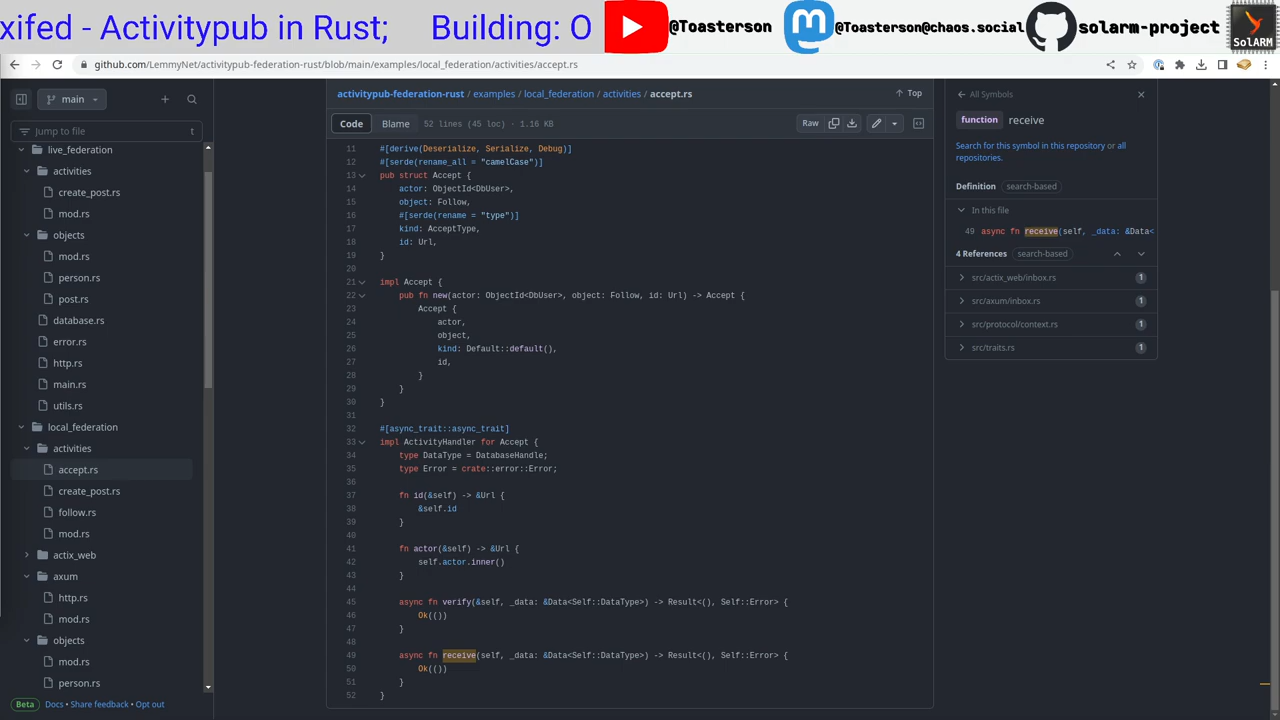 xifed - Activitypub in Rust;    Building: O
@Toasterson
@Toasterson@chaos.social
solarm-project
SolARM
github.com/LemmyNet/activitypub-federation-rust/blob/main/examples/local_federation/activities/accept.rs
main
Jump to file
t
live_federation
activities
create_post.rs
mod.rs
objects
mod.rs
person.rs
post.rs
database.rs
error.rs
http.rs
main.rs
utils.rs
local_federation
activities
accept.rs
create_post.rs
follow.rs
mod.rs
actix_web
axum
http.rs
mod.rs
objects
mod.rs
person.rs
Beta Docs • Share feedback • Opt out
activitypub-federation-rust / examples / local_federation / activities / accept.rs
Top
Code Blame 52 lines (45 loc) · 1.16 KB
Raw
11 #[derive(Deserialize, Serialize, Debug)]
12 #[serde(rename_all = "camelCase")]
13 pub struct Accept {
14     actor: ObjectId<DbUser>,
15     object: Follow,
16     #[serde(rename = "type")]
17     kind: AcceptType,
18     id: Url,
19 }
20
21 impl Accept {
22     pub fn new(actor: ObjectId<DbUser>, object: Follow, id: Url) -> Accept {
23         Accept {
24             actor,
25             object,
26             kind: Default::default(),
27             id,
28         }
29     }
30 }
31
32 #[async_trait::async_trait]
33 impl ActivityHandler for Accept {
34     type DataType = DatabaseHandle;
35     type Error = crate::error::Error;
36
37     fn id(&self) -> &Url {
38         &self.id
39     }
40
41     fn actor(&self) -> &Url {
42         self.actor.inner()
43     }
44
45     async fn verify(&self, _data: &Data<Self::DataType>) -> Result<(), Self::Error> {
46         Ok(())
47     }
48
49     async fn receive(self, _data: &Data<Self::DataType>) -> Result<(), Self::Error> {
50         Ok(())
51     }
52 }
All Symbols
function receive
Search for this symbol in this repository or all
repositories.
Definition search-based
In this file
49 async fn receive(self, _data: &Data<
4 References search-based
src/actix_web/inbox.rs 1
src/axum/inbox.rs 1
src/protocol/context.rs 1
src/traits.rs 1